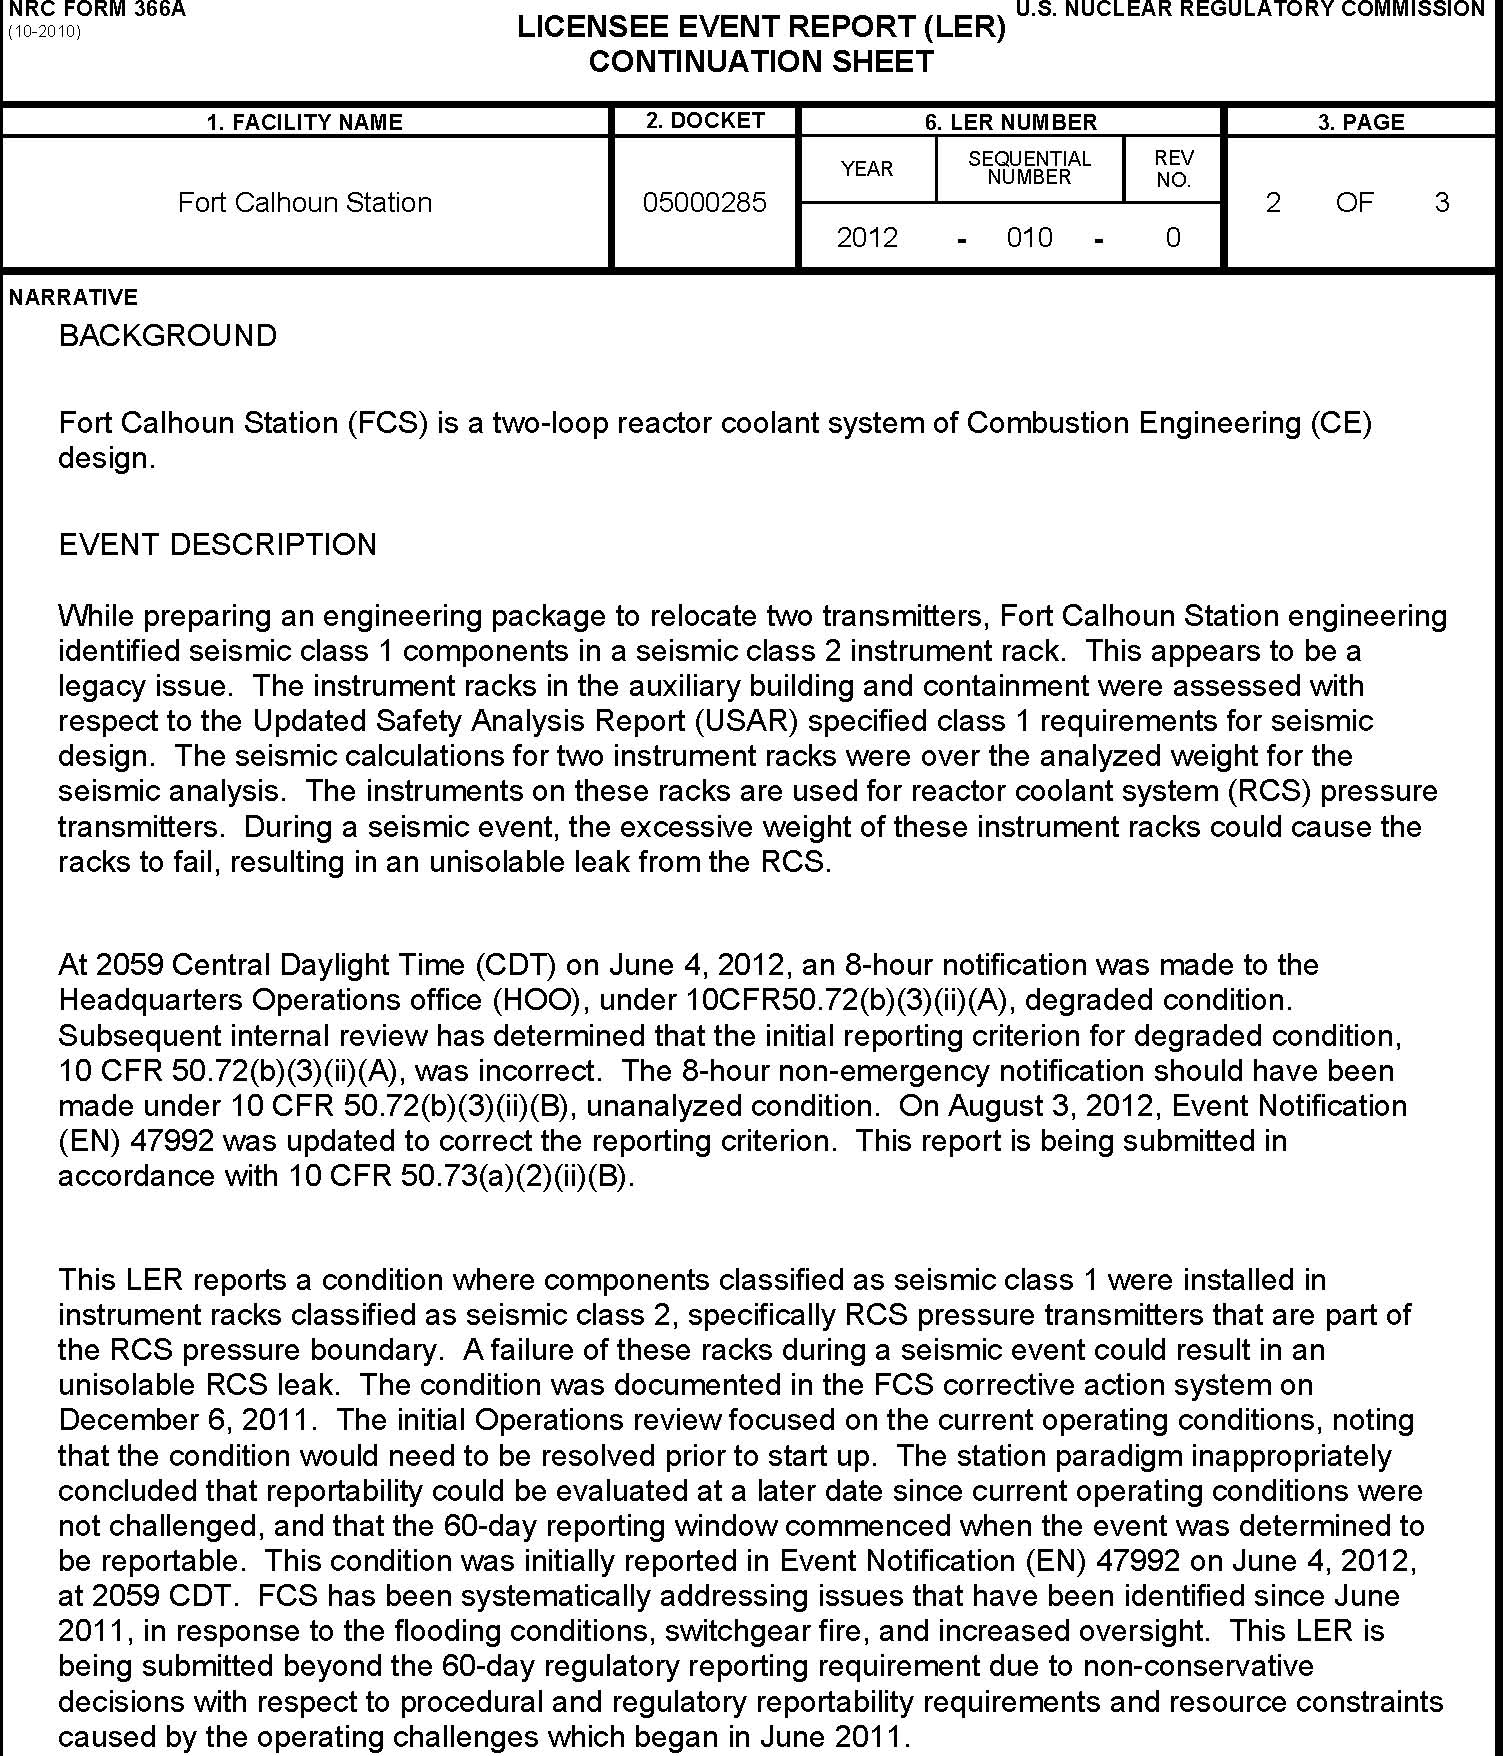 NRC FORM 366A
(10-2010)
U.S. NUCLEAR REGULATORY COMMISSION
LICENSEE EVENT REPORT (LER)
CONTINUATION SHEET
1. FACILITY NAME
2. DOCKET
6. LER NUMBER
3. PAGE
Fort Calhoun Station
05000285
YEAR
SEQUENTIAL
NUMBER
REV
NO.
2012 - 010 - 0
2 OF 3
NARRATIVE
BACKGROUND
Fort Calhoun Station (FCS) is a two-loop reactor coolant system of Combustion Engineering (CE)
design.
EVENT DESCRIPTION
While preparing an engineering package to relocate two transmitters, Fort Calhoun Station engineering
identified seismic class 1 components in a seismic class 2 instrument rack.  This appears to be a
legacy issue.  The instrument racks in the auxiliary building and containment were assessed with
respect to the Updated Safety Analysis Report (USAR) specified class 1 requirements for seismic
design.  The seismic calculations for two instrument racks were over the analyzed weight for the
seismic analysis.  The instruments on these racks are used for reactor coolant system (RCS) pressure
transmitters.  During a seismic event, the excessive weight of these instrument racks could cause the
racks to fail, resulting in an unisolable leak from the RCS.
At 2059 Central Daylight Time (CDT) on June 4, 2012, an 8-hour notification was made to the
Headquarters Operations office (HOO), under 10CFR50.72(b)(3)(ii)(A), degraded condition.
Subsequent internal review has determined that the initial reporting criterion for degraded condition,
10 CFR 50.72(b)(3)(ii)(A), was incorrect.  The 8-hour non-emergency notification should have been
made under 10 CFR 50.72(b)(3)(ii)(B), unanalyzed condition.  On August 3, 2012, Event Notification
(EN) 47992 was updated to correct the reporting criterion.  This report is being submitted in
accordance with 10 CFR 50.73(a)(2)(ii)(B).
This LER reports a condition where components classified as seismic class 1 were installed in
instrument racks classified as seismic class 2, specifically RCS pressure transmitters that are part of
the RCS pressure boundary.  A failure of these racks during a seismic event could result in an
unisolable RCS leak.  The condition was documented in the FCS corrective action system on
December 6, 2011.  The initial Operations review focused on the current operating conditions, noting
that the condition would need to be resolved prior to start up.  The station paradigm inappropriately
concluded that reportability could be evaluated at a later date since current operating conditions were
not challenged, and that the 60-day reporting window commenced when the event was determined to
be reportable.  This condition was initially reported in Event Notification (EN) 47992 on June 4, 2012,
at 2059 CDT.  FCS has been systematically addressing issues that have been identified since June
2011, in response to the flooding conditions, switchgear fire, and increased oversight.  This LER is
being submitted beyond the 60-day regulatory reporting requirement due to non-conservative
decisions with respect to procedural and regulatory reportability requirements and resource constraints
caused by the operating challenges which began in June 2011.